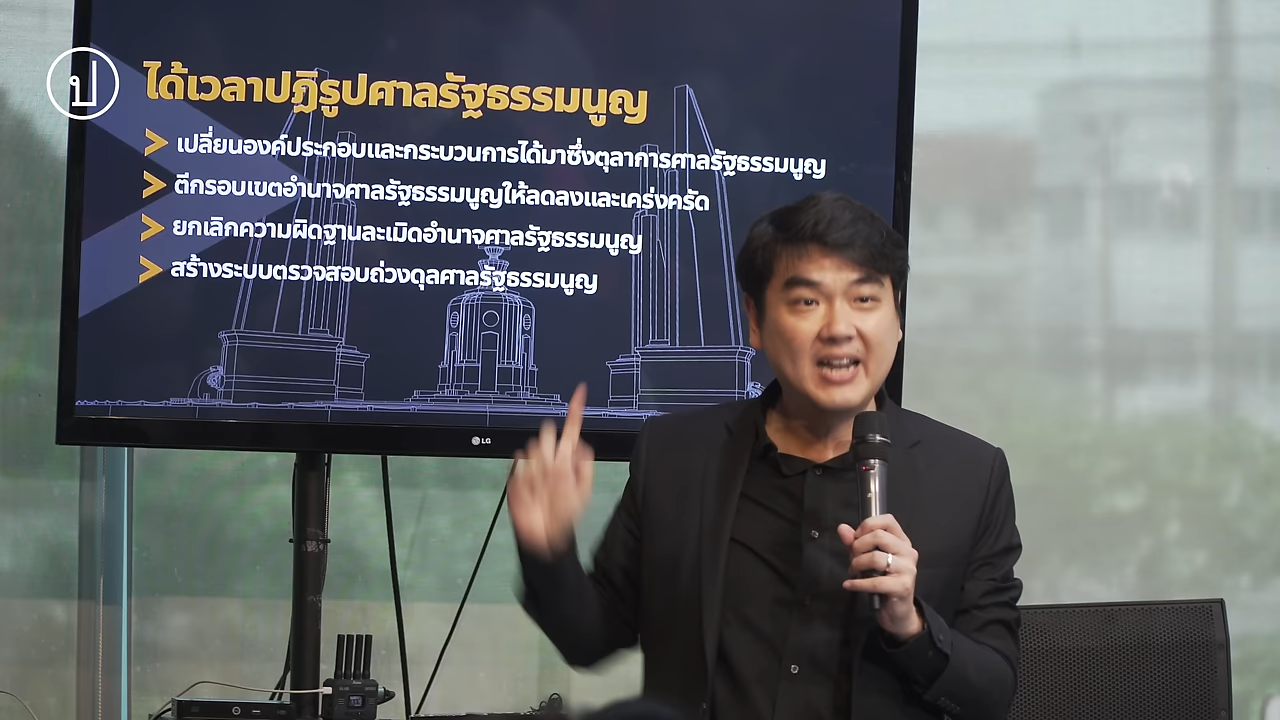 ป
ได้เวลาปฏิรูปศาลรัฐธรรมนูญ
เปลี่ยนองค์ประกอบและกระบวนการได้มาซึ่งตุลาการศาลรัฐธรรมนูญ
ตีกรอบเขตอำนาจศาลรัฐธรรมนูญให้ลดลงและเคร่งครัด
ยกเลิกความผิดฐานละเมิดอำนาจศาลรัฐธรรมนูญ
สร้างระบบตรวจสอบถ่วงดุลศาลรัฐธรรมนูญ
LG